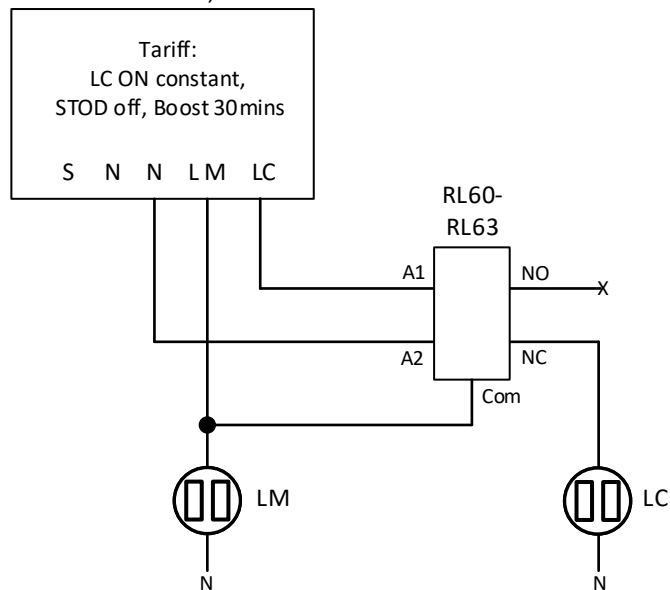 Tariff:
LC ON constant,
STOD off, Boost 30mins
S N N LM LC
RL60-
RL63
A1
NO
X
A2
NC
Com
LM
LC
N
N